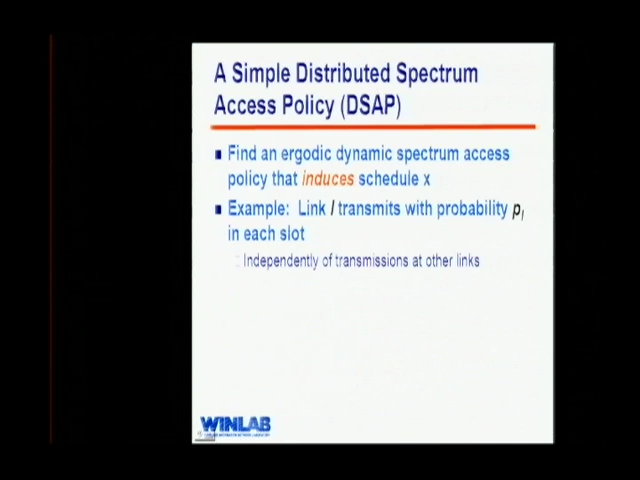 A Simple Distributed Spectrum
Access Policy (DSAP)
Find an ergodic dynamic spectrum access
policy that induces schedule x
Example: Link l transmits with probability pl
in each slot
Independently of transmissions at other links
WINLAB